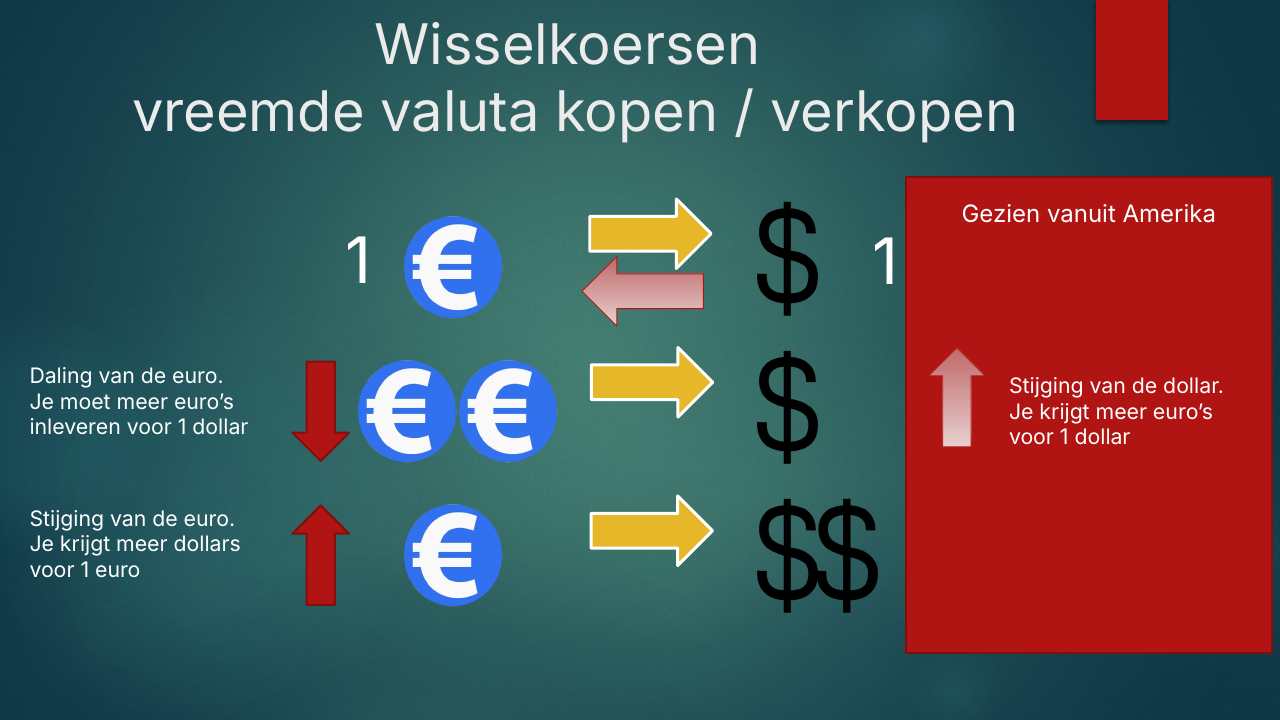 Wisselkoersen
vreemde valuta kopen / verkopen
1 € $ 1
Gezien vanuit Amerika
Daling van de euro.
Je moet meer euro’s
inleveren voor 1 dollar
€ € $
Stijging van de dollar.
Je krijgt meer euro’s
voor 1 dollar
Stijging van de euro.
Je krijgt meer dollars
voor 1 euro
€ $$